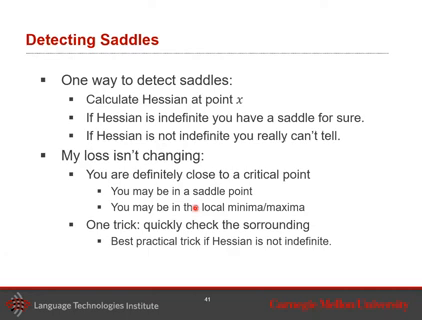 Detecting Saddles
One way to detect saddles:
Calculate Hessian at point x
If Hessian is indefinite you have a saddle for sure.
If Hessian is not indefinite you really can't tell.
My loss isn't changing:
You are definitely close to a critical point
You may be in a saddle point
You may be in the local minima/maxima
One trick: quickly check the sorrounding
Best practical trick if Hessian is not indefinite.
Language Technologies Institute
41
Carnegie Mellon University